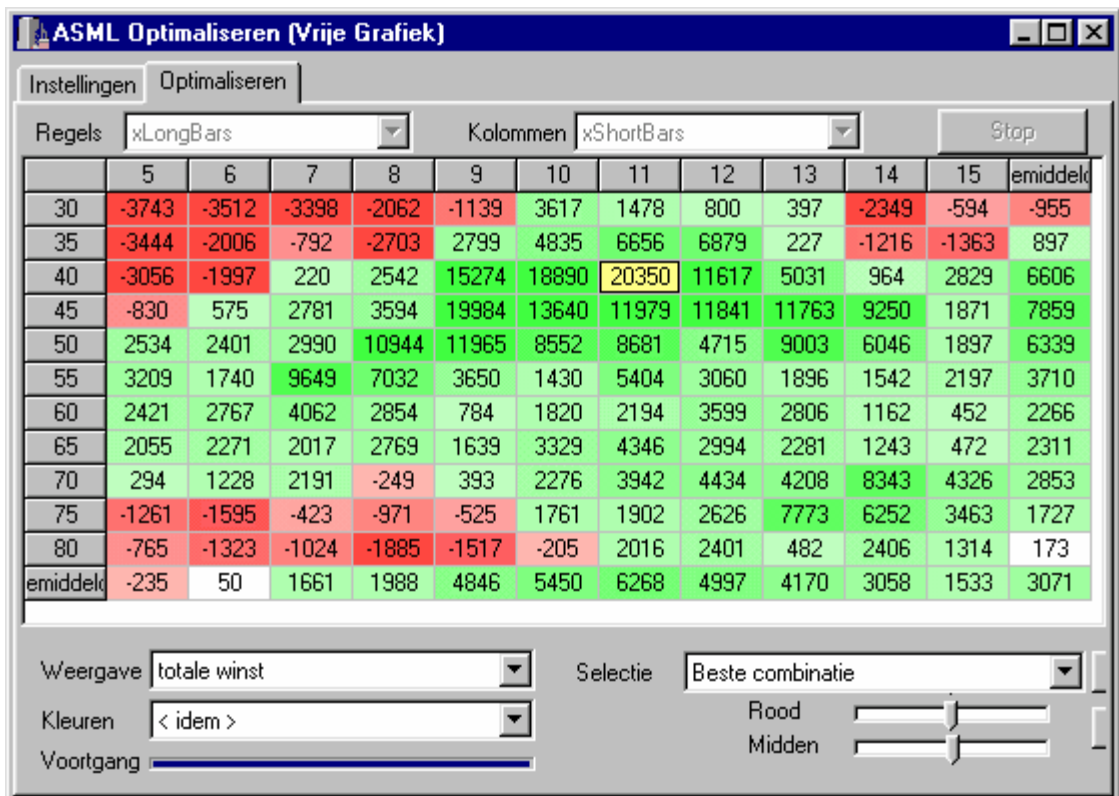 ASML Optimaliseren (Vrije Grafiek)
Instellingen Optimaliseren
Regels xLongBars Kolommen xShortBars Stop
5 6 7 8 9 10 11 12 13 14 15 emiddeld
30 -3743 -3512 -3398 -2062 -1139 3617 1478 800 397 -2349 -594 -955
35 -3444 -2006 -792 -2703 2799 4835 6656 6879 227 -1216 -1363 897
40 -3056 -1997 220 2542 15274 18890 20350 11617 5031 964 2829 6606
45 -830 575 2781 3594 19984 13640 11979 11841 11763 9250 1871 7859
50 2534 2401 2990 10944 11965 8552 8681 4715 9003 6046 1897 6339
55 3209 1740 9649 7032 3650 1430 5404 3060 1896 1542 2197 3710
60 2421 2767 4062 2854 784 1820 2194 3599 2806 1162 452 2266
65 2055 2271 2017 2769 1639 3329 4346 2994 2281 1243 472 2311
70 294 1228 2191 -249 393 2276 3942 4434 4208 8343 4326 2853
75 -1261 -1595 -423 -971 -525 1761 1902 2626 7773 6252 3463 1727
80 -765 -1323 -1024 -1885 -1517 -205 2016 2401 482 2406 1314 173
emiddeld -235 50 1661 1988 4846 5450 6268 4997 4170 3058 1533 3071
Weergave totale winst Selectie Beste combinatie
Kleuren < idem > Rood
Midden
Voortgang